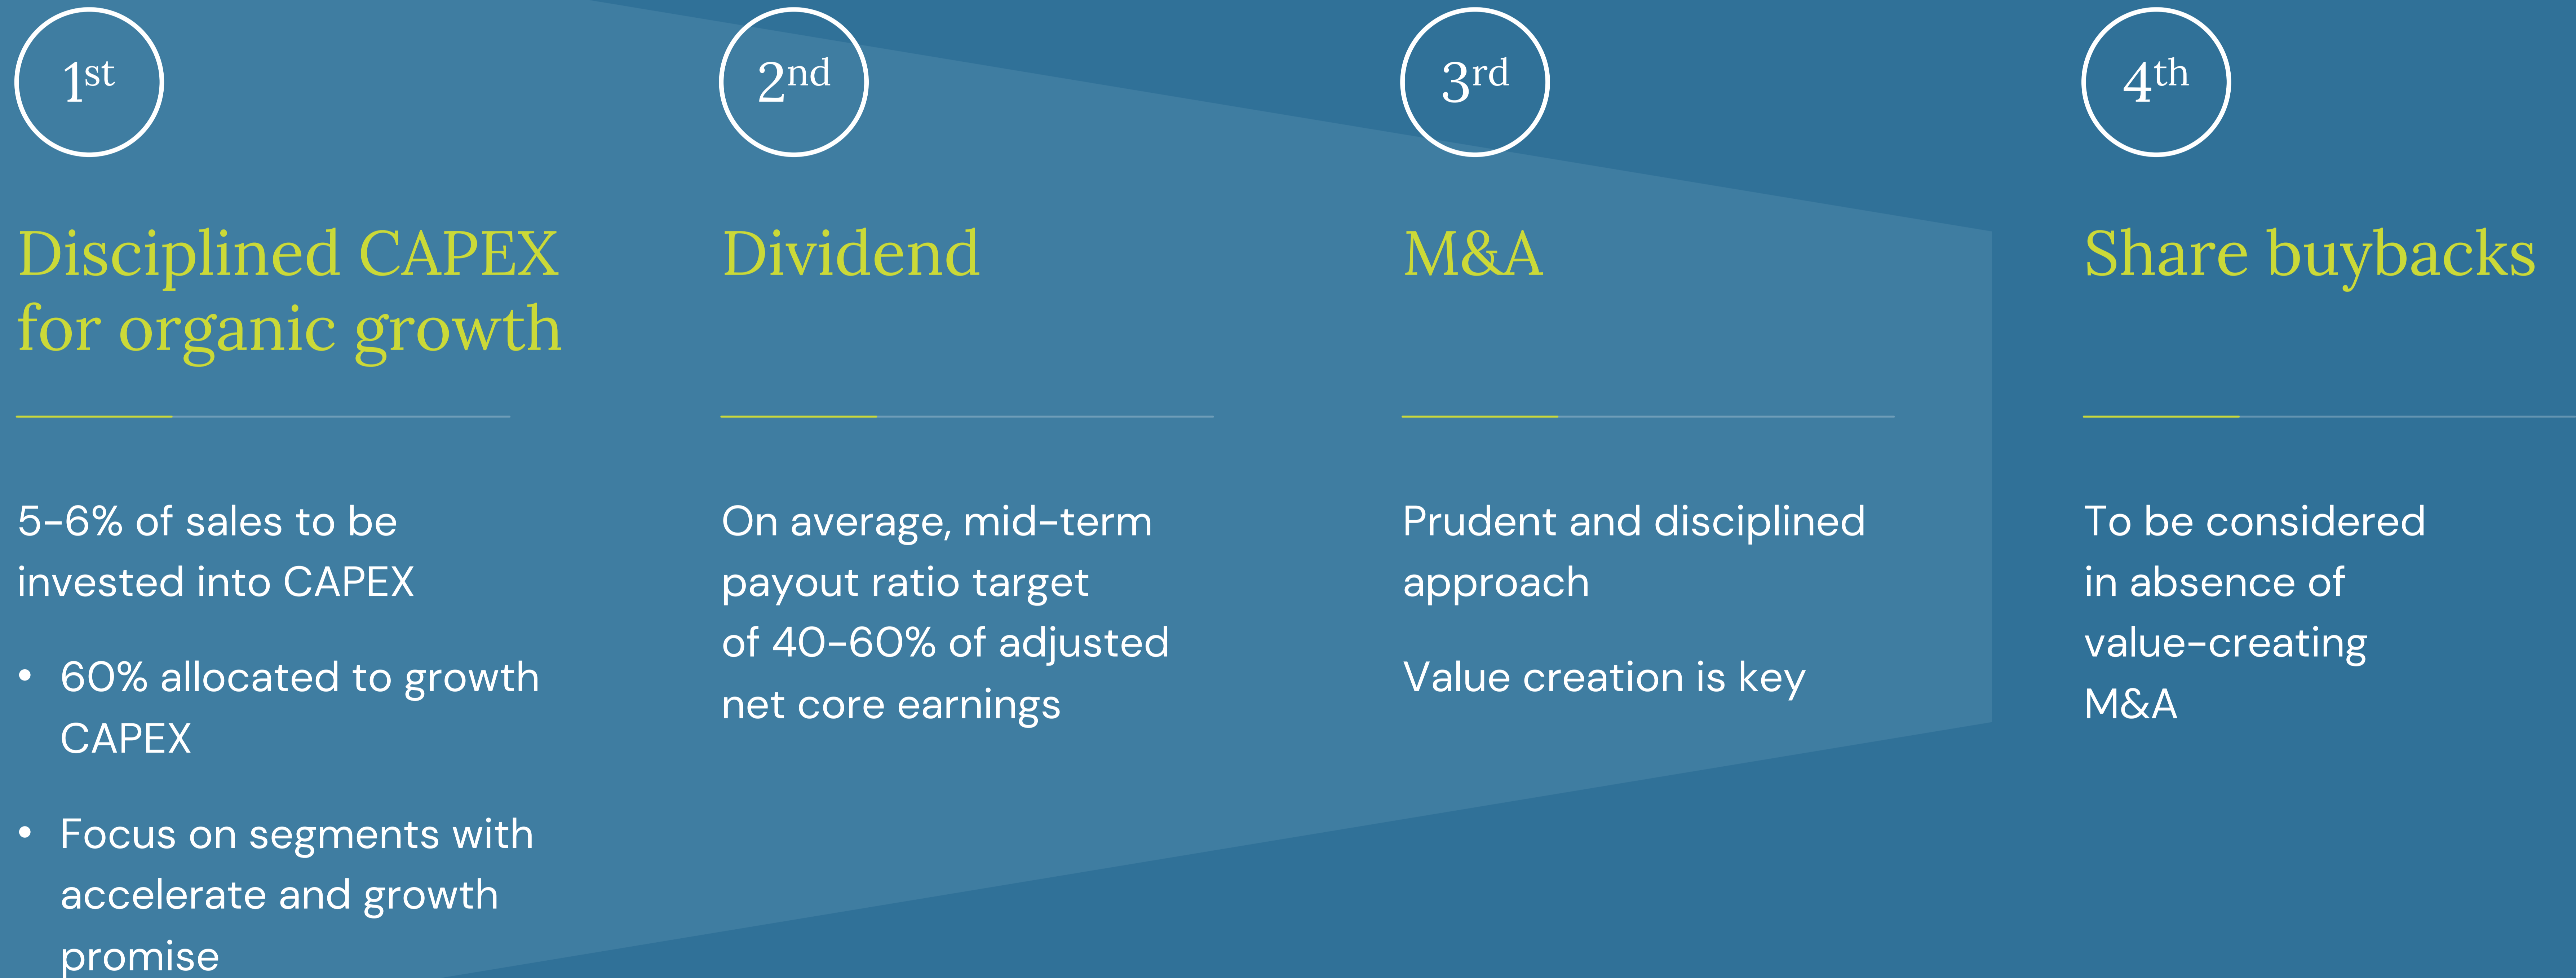 1st
Disciplined CAPEX
for organic growth
5-6% of sales to be
invested into CAPEX
• 60% allocated to growth
CAPEX
• Focus on segments with
accelerate and growth
promise
2nd
Dividend
On average, mid-term
payout ratio target
of 40-60% of adjusted
net core earnings
3rd
M&A
Prudent and disciplined
approach
Value creation is key
4th
Share buybacks
To be considered
in absence of
value-creating
M&A